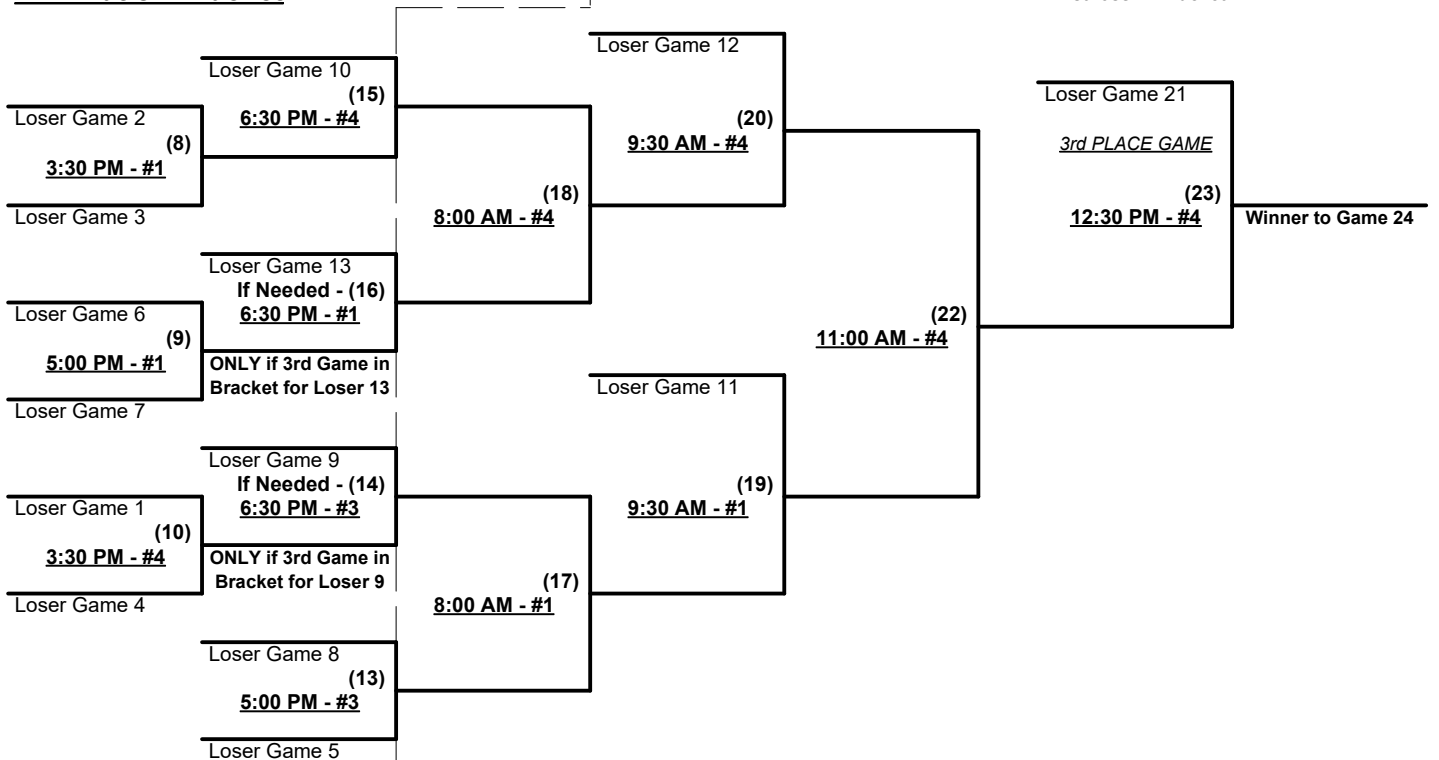 Loser Game 10
(15)
6:30 PM - #4
Loser Game 2
(8)
3:30 PM - #1
Loser Game 3
Loser Game 13
If Needed - (16)
6:30 PM - #1
Loser Game 6
(9)
5:00 PM - #1
ONLY if 3rd Game in
Bracket for Loser 13
Loser Game 7
Loser Game 9
If Needed - (14)
6:30 PM - #3
Loser Game 1
(10)
3:30 PM - #4
ONLY if 3rd Game in
Bracket for Loser 9
Loser Game 4
Loser Game 8
(13)
5:00 PM - #3
Loser Game 5
(18)
8:00 AM - #4
(17)
8:00 AM - #1
Loser Game 12
(20)
9:30 AM - #4
Loser Game 11
(19)
9:30 AM - #1
(22)
11:00 AM - #4
Loser Game 21
3rd PLACE GAME
(23)
12:30 PM - #4
Winner to Game 24